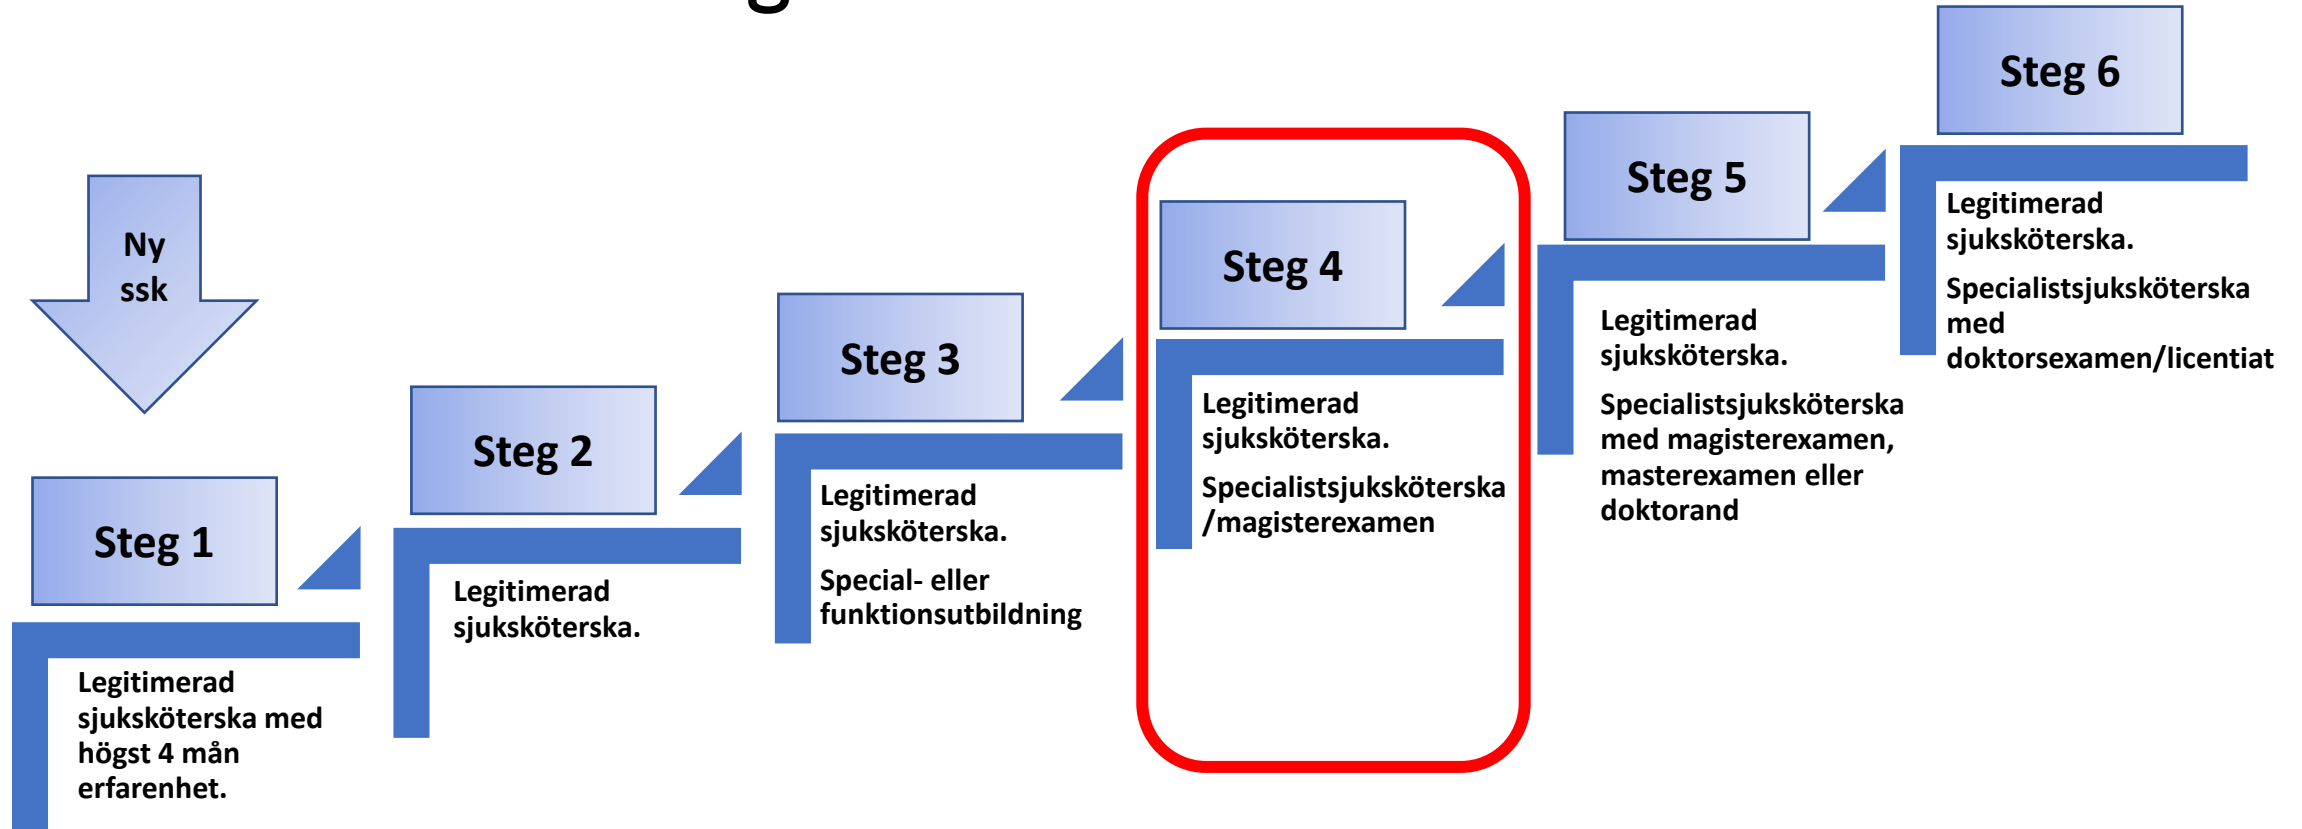 Ny
ssk
Steg 1
Legitimerad
sjuksköterska med
högst 4 mån
erfarenhet.
Steg 2
Legitimerad
sjuksköterska.
Steg 3
Legitimerad
sjuksköterska.
Special- eller
funktionsutbildning
Steg 4
Legitimerad
sjuksköterska.
Specialistsjuksköterska
/magisterexamen
Steg 5
Legitimerad
sjuksköterska.
Specialistsjuksköterska
med magisterexamen,
masterexamen eller
doktorand
Steg 6
Legitimerad
sjuksköterska.
Specialistsjuksköterska
med
doktorsexamen/licentiat